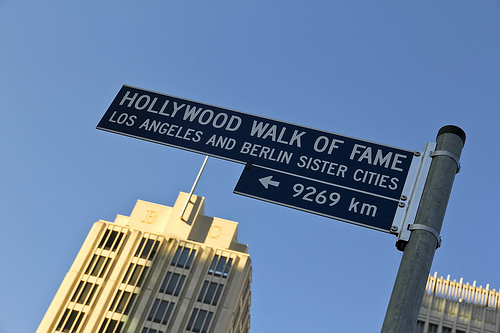 HOLLYWOOD WALK OF FAME
LOS ANGELES AND BERLIN SISTER CITIES
← 9269 km